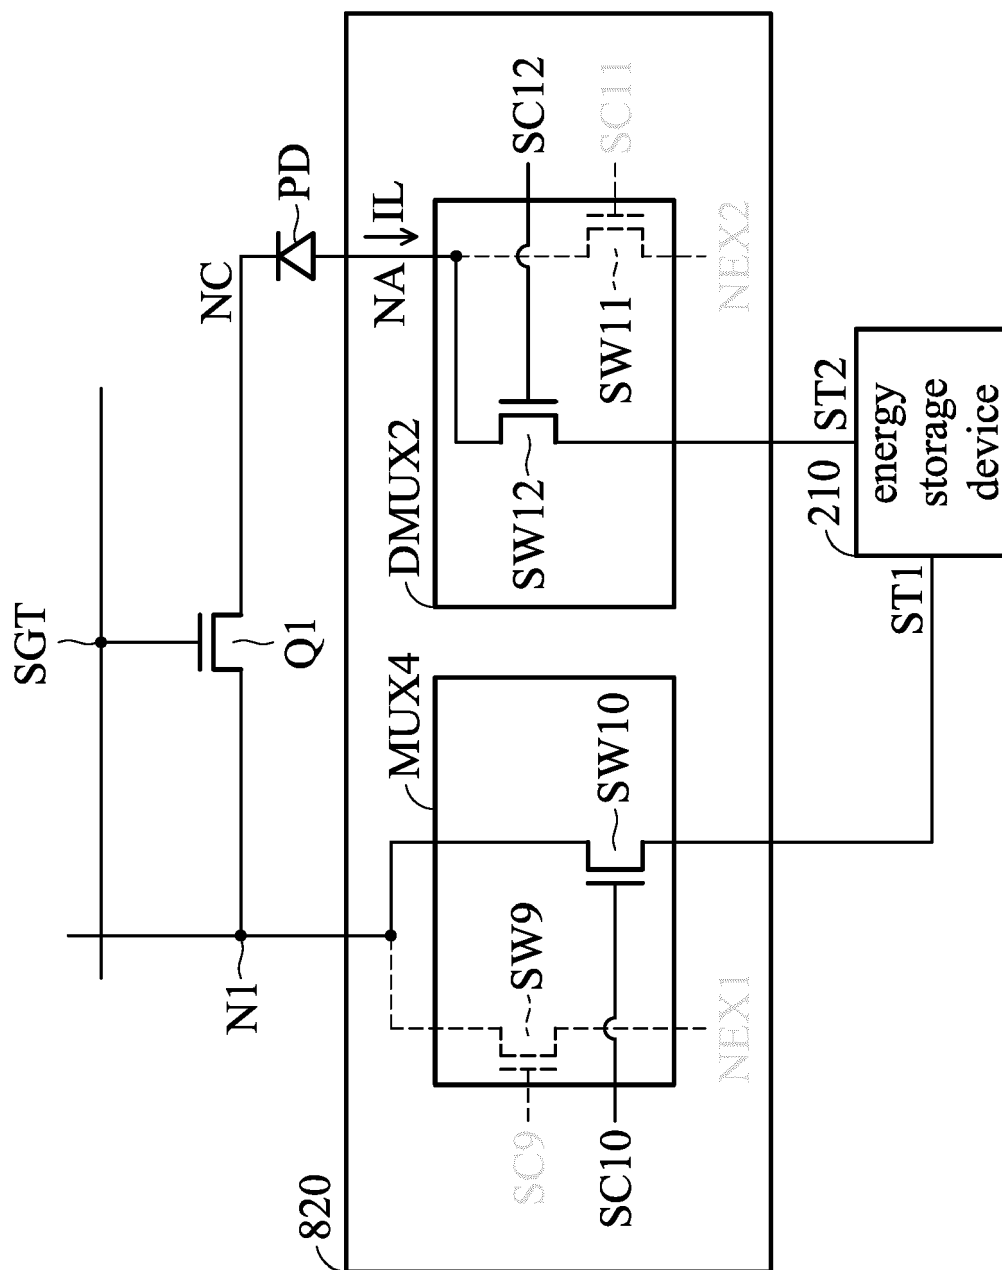 SGT
Q1
N1
NC
PD
820
NA
IL
MUX4
SW9
SW10
SC9
SC10
NEX1
DMUX2
SW12
SW11
SC12
SC11
NEX2
ST1
ST2
210
energy
storage
device